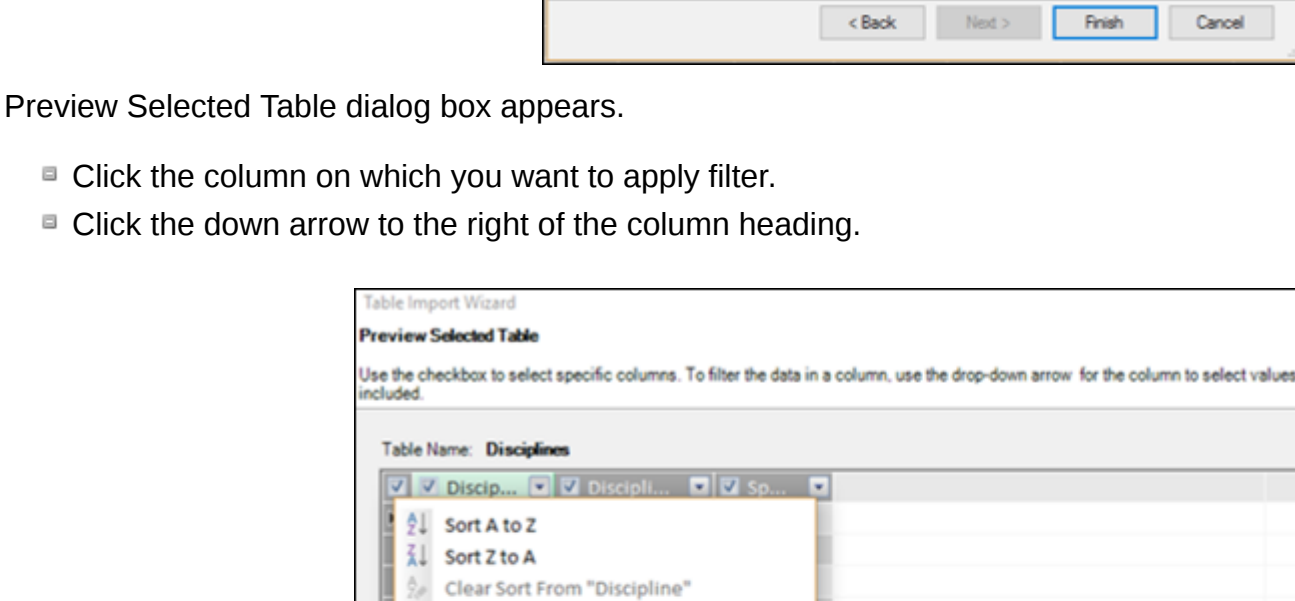 < Back Next > Finish Cancel
Preview Selected Table dialog box appears.
Click the column on which you want to apply filter.
Click the down arrow to the right of the column heading.
Table Import Wizard
Preview Selected Table
Use the checkbox to select specific columns. To filter the data in a column, use the drop-down arrow for the column to select values
included.
Table Name: Disciplines
Discip... Discipli... Sp...
Sort A to Z
Sort Z to A
Clear Sort From "Discipline"